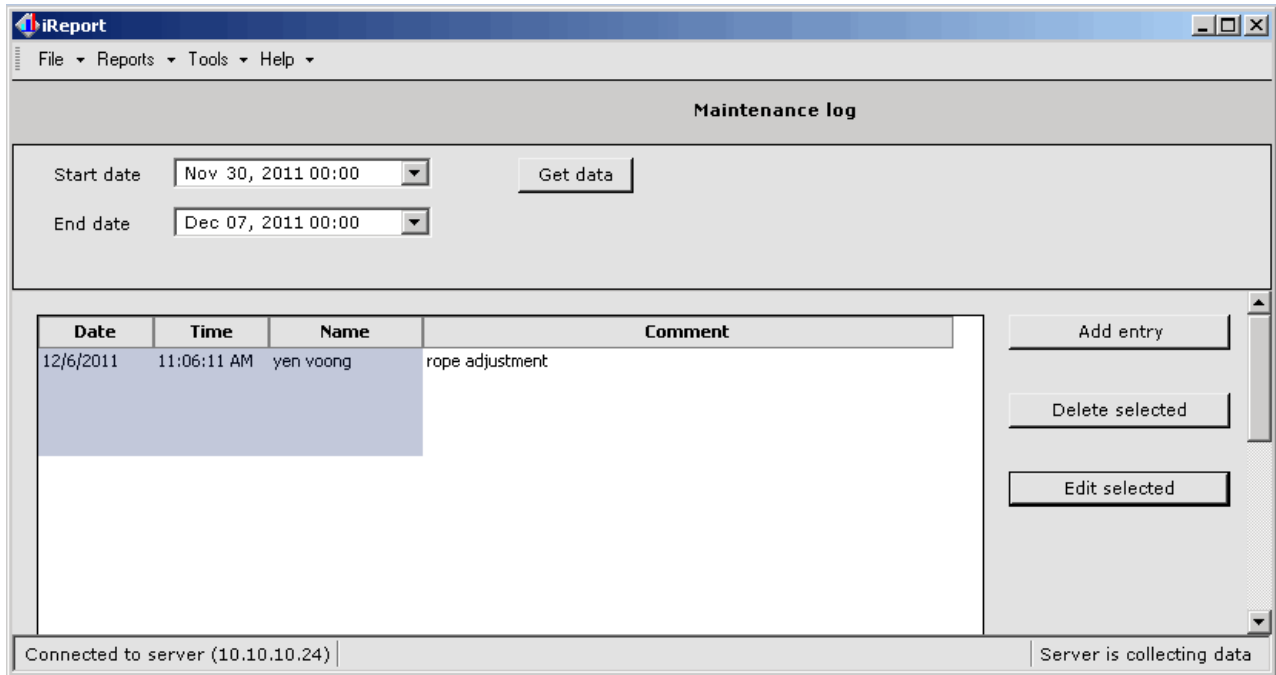 iReport
File Reports Tools Help
Maintenance log
Start date Nov 30, 2011 00:00 Get data
End date Dec 07, 2011 00:00
Date Time Name Comment Add entry
12/6/2011 11:06:11 AM yen voong rope adjustment
Delete selected
Edit selected
Connected to server (10.10.10.24) Server is collecting data